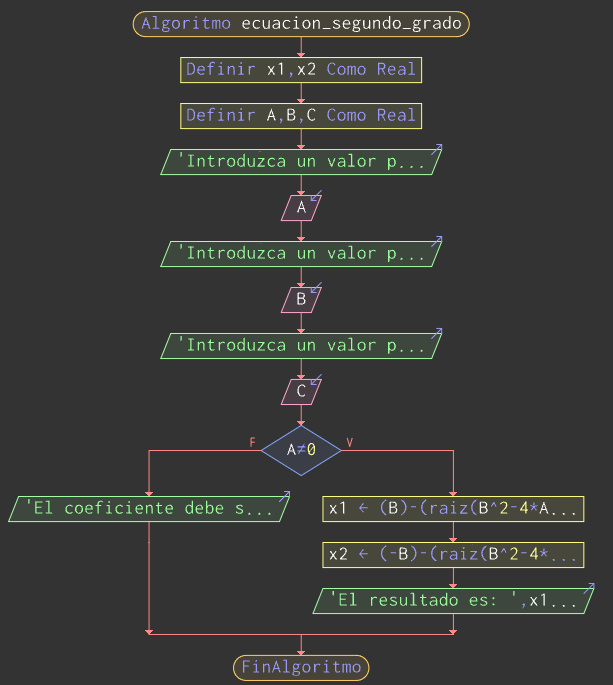 Algoritmo ecuacion_segundo_grado
Definir x1,x2 Como Real
Definir A,B,C Como Real
'Introduzca un valor p...
A
'Introduzca un valor p...
B
'Introduzca un valor p...
C
F
A≠0
V
'El coeficiente debe s...
x1 ← (B)-(raiz(B^2-4*A...
x2 ← (-B)-(raiz(B^2-4*...
'El resultado es: ',x1...
FinAlgoritmo